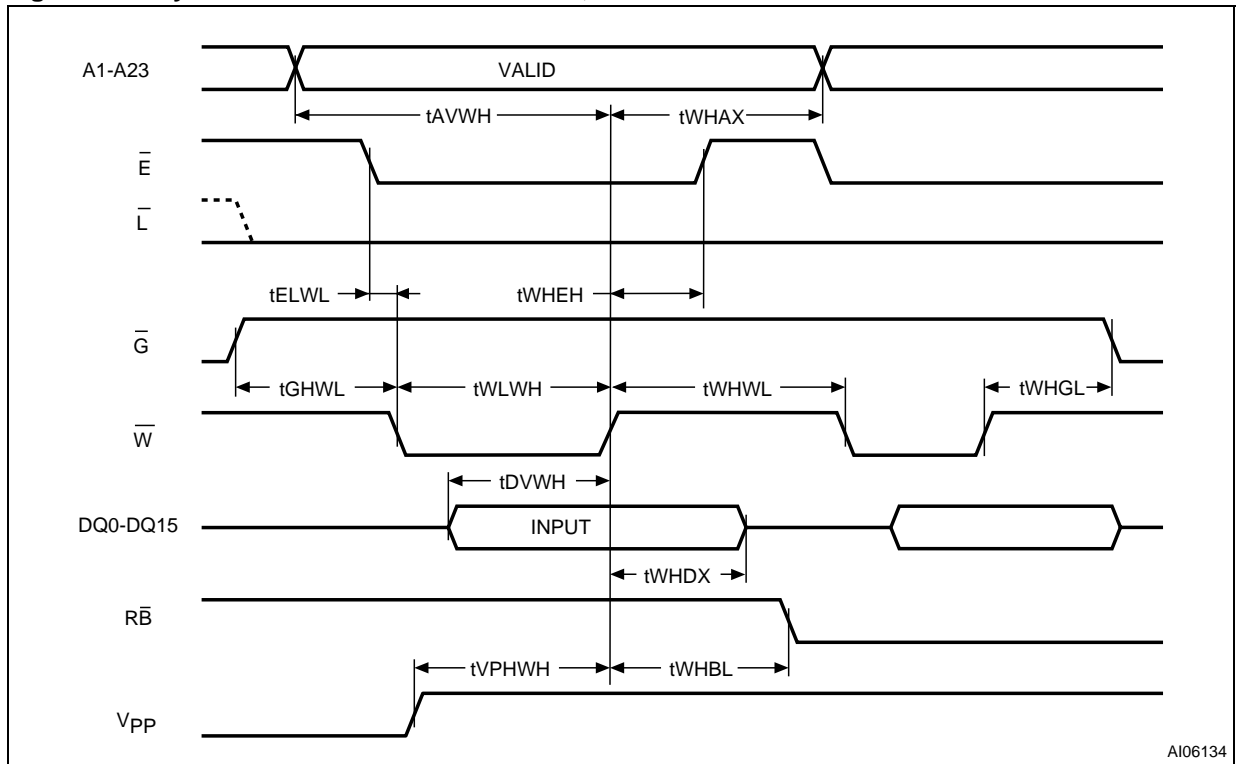 A1-A23 VALID
tAVWH tWHAX
E̅
L̅
tELWL tWHEH
G̅
tGHWL tWLWH tWHWL tWHGL
W̅
tDVWH
DQ0-DQ15 INPUT
tWHDX
RB̅
tVPHWH tWHBL
VPP
AI06134